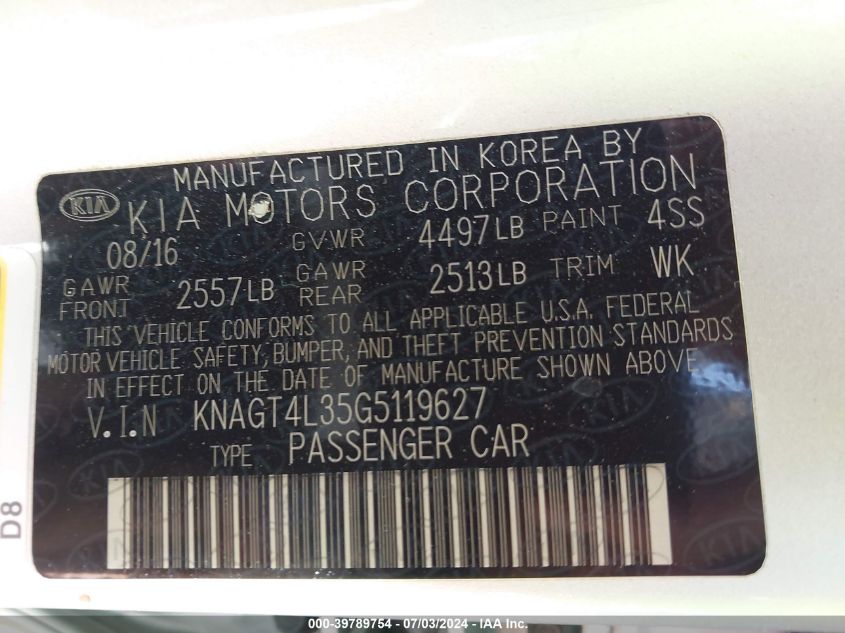 MANUFACTURED IN KOREA BY
KIA KIA MOTORS CORPORATION
08/16 GVWR 4497LB PAINT 4SS
GAWR FRONT 2557LB GAWR REAR 2513LB TRIM WK
THIS VEHICLE CONFORMS TO ALL APPLICABLE U.S.A. FEDERAL
MOTOR VEHICLE SAFETY, BUMPER, AND THEFT PREVENTION STANDARDS
IN EFFECT ON THE DATE OF MANUFACTURE SHOWN ABOVE.
V.I.N KNAGT4L35G5119627
TYPE PASSENGER CAR
D8
000-39789754 - 07/03/2024 - IAA Inc.